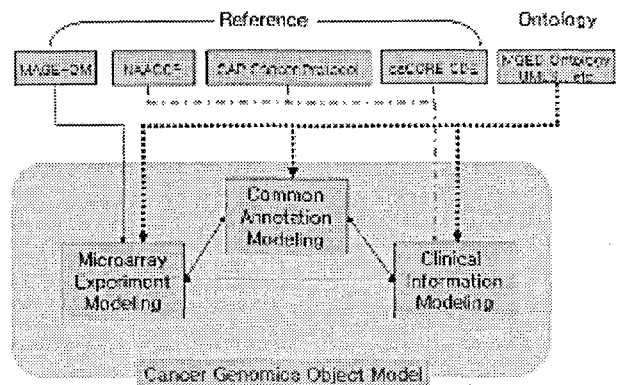 Reference
Ontology
MAGE-OM
NAACCR
CAP Cancer Protocol
caCORE CDE
MGED Ontology
UMLS, etc
Common
Annotation
Modeling
Microarray
Experiment
Modeling
Clinical
Information
Modeling
Cancer Genomics Object Model